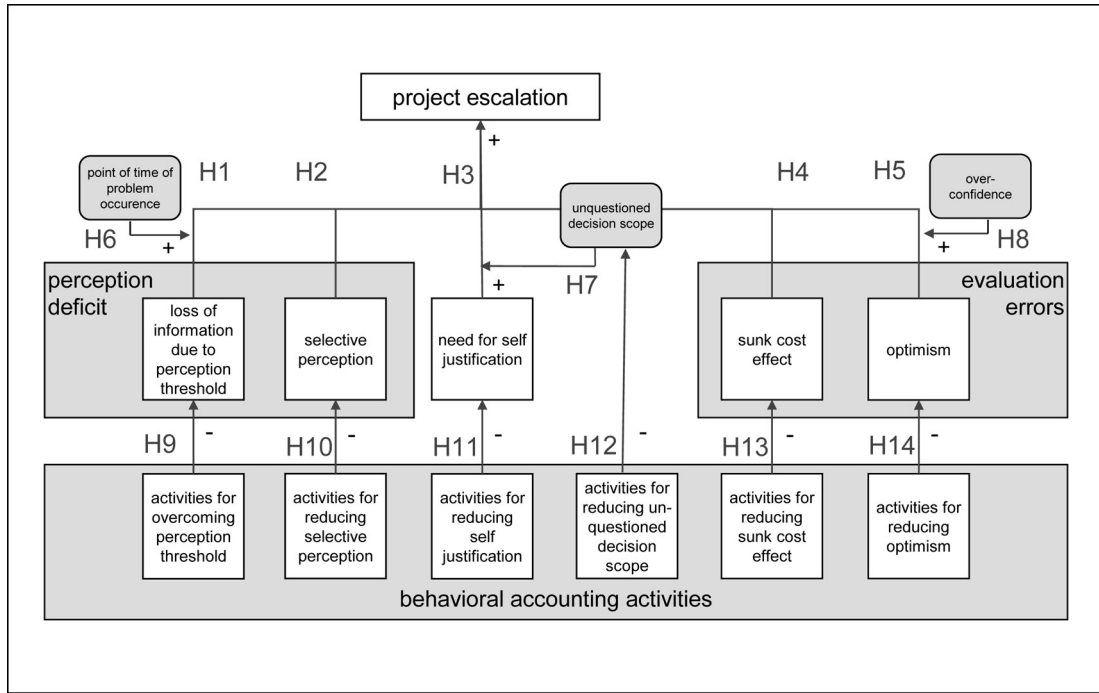 project escalation
+
point of time of
problem
occurence
H1
H2
H3
H4
H5
over-
confidence
unquestioned
decision scope
H6
+
H7
+
+
H8
perception
deficit
evaluation
errors
loss of
information
due to
perception
threshold
selective
perception
need for self
justification
sunk cost
effect
optimism
H9
-
H10
-
H11
-
H12
-
H13
-
H14
-
activities for
overcoming
perception
threshold
activities for
reducing
selective
perception
activities for
reducing
self
justification
activities for
reducing un-
questioned
decision
scope
activities for
reducing
sunk cost
effect
activities for
reducing
optimism
behavioral accounting activities